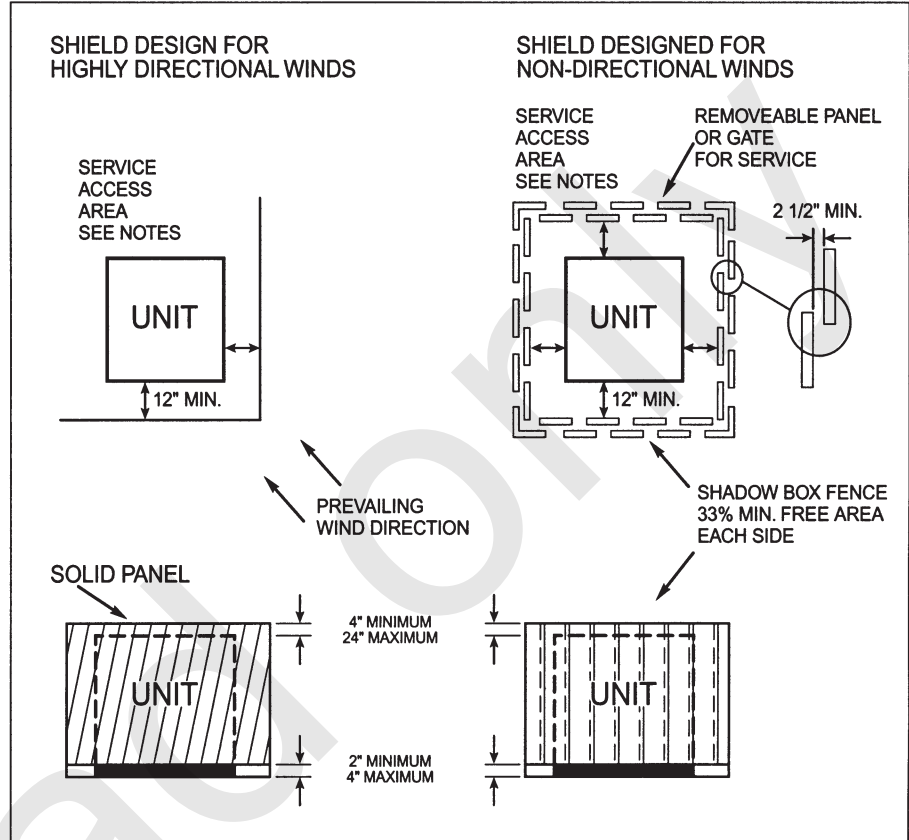 SHIELD DESIGN FOR
HIGHLY DIRECTIONAL WINDS
SERVICE
ACCESS
AREA
SEE NOTES
UNIT
12" MIN.
PREVAILING
WIND DIRECTION
SOLID PANEL
UNIT
SHIELD DESIGNED FOR
NON-DIRECTIONAL WINDS
SERVICE
ACCESS
AREA
SEE NOTES
REMOVEABLE PANEL
OR GATE
FOR SERVICE
2 1/2" MIN.
UNIT
12" MIN.
SHADOW BOX FENCE
33% MIN. FREE AREA
EACH SIDE
4" MINIMUM
24" MAXIMUM
UNIT
2" MINIMUM
4" MAXIMUM
ad only